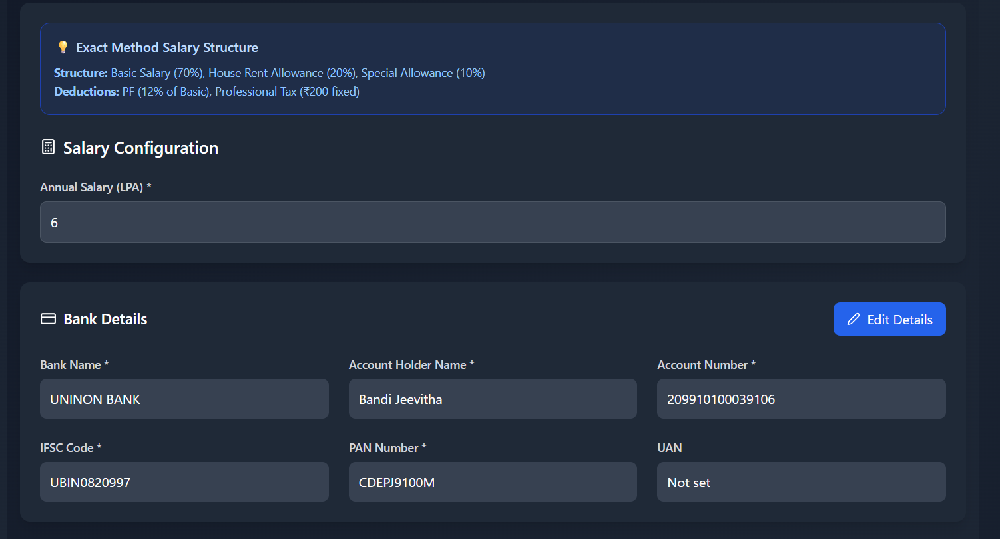 💡 Exact Method Salary Structure
Structure: Basic Salary (70%), House Rent Allowance (20%), Special Allowance (10%)
Deductions: PF (12% of Basic), Professional Tax (₹200 fixed)
Salary Configuration
Annual Salary (LPA) *
6
Bank Details
Edit Details
Bank Name *
Account Holder Name *
Account Number *
UNINON BANK
Bandi Jeevitha
209910100039106
IFSC Code *
PAN Number *
UAN
UBIN0820997
CDEPJ9100M
Not set